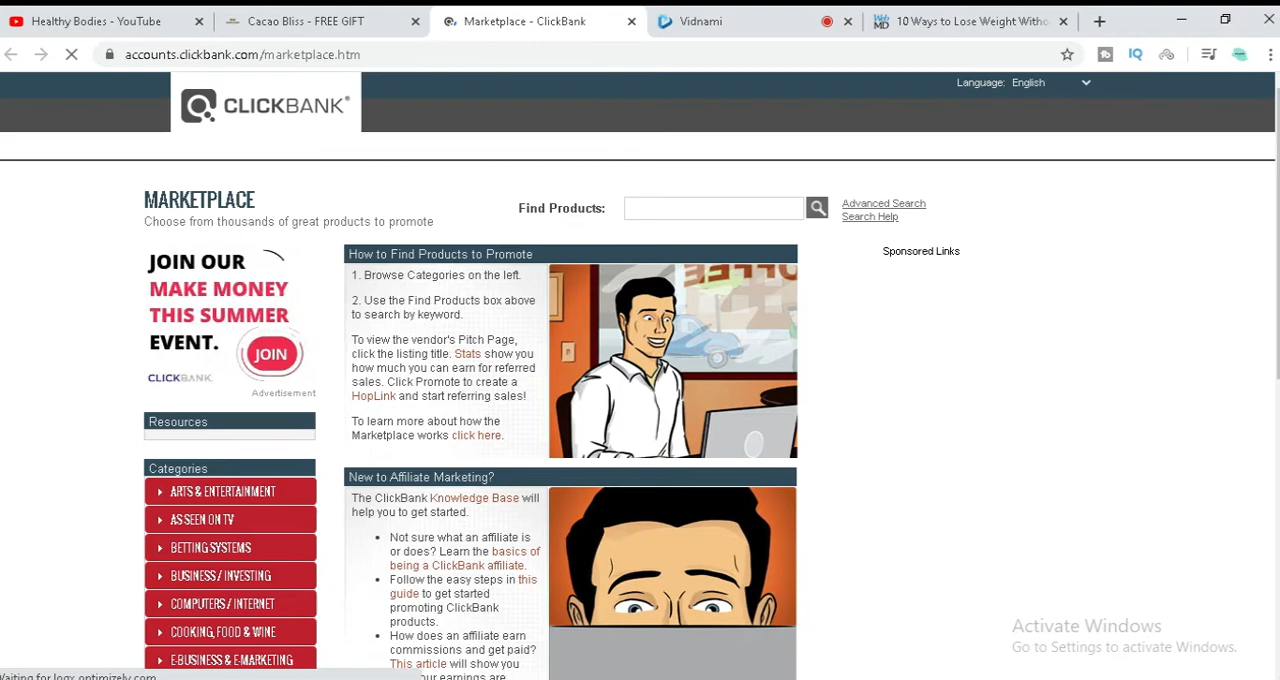 Healthy Bodies - YouTube
Cacao Bliss - FREE GIFT
Marketplace - ClickBank
Vidnami
10 Ways to Lose Weight Witho
accounts.clickbank.com/marketplace.htm
IQ
Language: English
CLICKBANK®
MARKETPLACE
Choose from thousands of great products to promote
Find Products:
Advanced Search
Search Help
Sponsored Links
JOIN OUR
MAKE MONEY
THIS SUMMER
EVENT.
JOIN
CLICKBANK.
Advertisement
Resources
Categories
ARTS & ENTERTAINMENT
AS SEEN ON TV
BETTING SYSTEMS
BUSINESS / INVESTING
COMPUTERS / INTERNET
COOKING, FOOD & WINE
E-BUSINESS & E-MARKETING
How to Find Products to Promote
1. Browse Categories on the left.
2. Use the Find Products box above
to search by keyword.
To view the vendor's Pitch Page,
click the listing title. Stats show you
how much you can earn for referred
sales. Click Promote to create a
HopLink and start referring sales!
To learn more about how the
Marketplace works click here.
New to Affiliate Marketing?
The ClickBank Knowledge Base will
help you to get started.
Not sure what an affiliate is
or does? Learn the basics of
being a ClickBank affiliate.
Follow the easy steps in this
guide to get started
promoting ClickBank
products.
How does an affiliate earn
commissions and get paid?
This article will show you
our earnings are
Activate Windows
Go to Settings to activate Windows.
Waiting for logx.optimizely.com